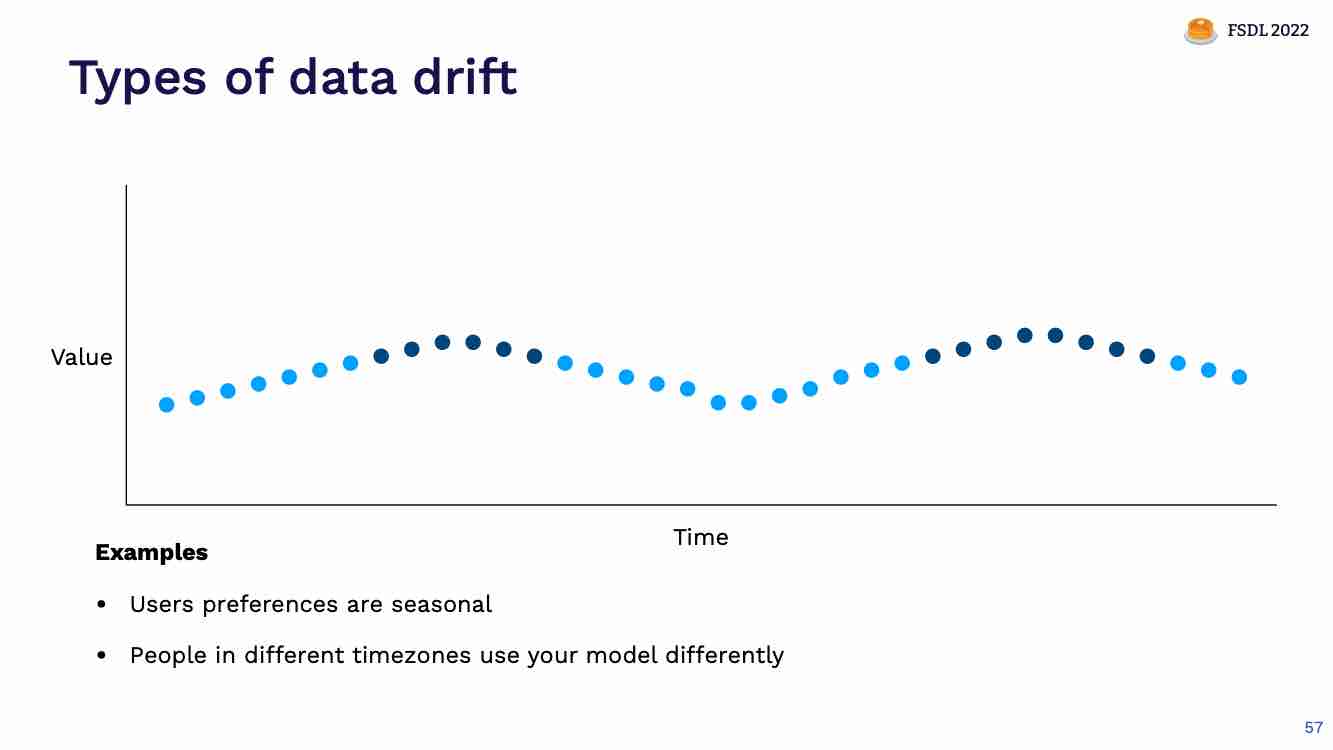 FSDL 2022
Types of data drift
Value
Time
Examples
• Users preferences are seasonal
• People in different timezones use your model differently
57